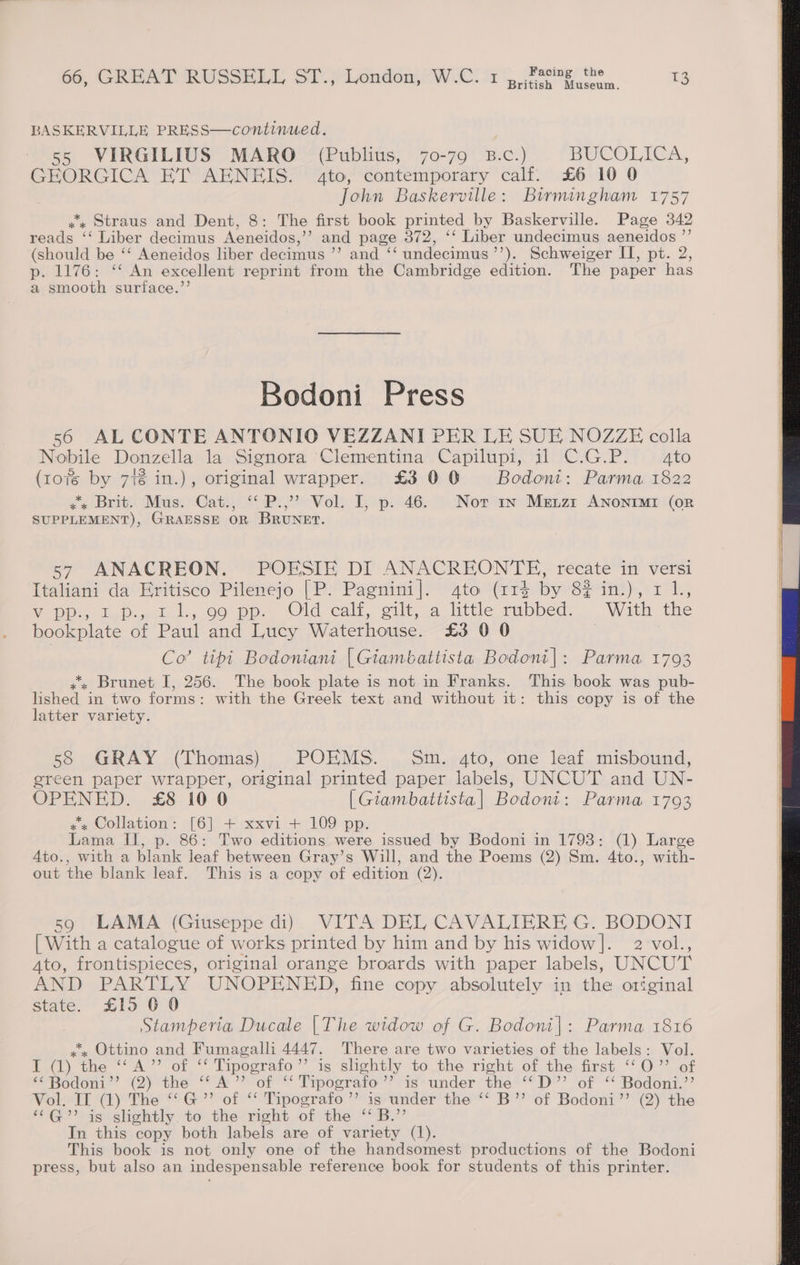 66, GREAT RUSSELL ST., London, W.C. 1 Facing the British Museum. 13
BASKERVILLE PRESS—continued.
55 VIRGILIUS MARO (Publius, 70-79 B.C.) BUCOLICA,
GEORGICA ET AENEIS. 4to, contemporary calf. £6 10 0
John Baskerville: Birmingham 1757
⁂ Straus and Dent, 8: The first book printed by Baskerville. Page 342
reads “ Liber decimus Aeneidos,” and page 372, “ Liber undecimus aeneidos ”
(should be “ Aeneidos liber decimus ” and “ undecimus ”). Schweiger II, pt. 2,
p. 1176: “ An excellent reprint from the Cambridge edition. The paper has
a smooth surface.”
Bodoni Press
56 AL CONTE ANTONIO VEZZANI PER LE SUE NOZZE colla
Nobile Donzella la Signora Clementina Capilupi, il C.G.P. 4to
in.), original wrapper. £3 0 0 Bodoni: Parma 1822
⁂ Brit. Mus. Cat., “ P.,” Vol. I, p. 46. NOT IN MELZI ANONIMI (OR
SUPPLEMENT), GRAESSE OR BRUNET.
57 ANACREON. POESIE DI ANACREONTE, recate in versi
Italiani da Eritisco Pilenejo [P. Pagnini]. 4to in.), 1 l.,
v pp., 1 p., 1 l., 99 pp. Old calf, gilt, a little rubbed. With the
bookplate of Paul and Lucy Waterhouse. £3 0 0
Co’ tipi Bodoniani [Giambattista Bodoni]: Parma 1793
⁂ Brunet I, 256. The book plate is not in Franks. This book was pub-
lished in two forms: with the Greek text and without it: this copy is of the
latter variety.
58 GRAY (Thomas) POEMS. Sm. 4to, one leaf misbound,
green paper wrapper, original printed paper labels, UNCUT and UN-
OPENED. £8 10 0 [Giambattista] Bodoni: Parma 1793
⁂ Collation: [6] + xxvi + 109 pp.
Lama II, p. 86: Two editions were issued by Bodoni in 1793: (1) Large
4to., with a blank leaf between Gray’s Will, and the Poems (2) Sm. 4to., with-
out the blank leaf. This is a copy of edition (2).
59 LAMA (Giuseppe di) VITA DEL CAVALIERE G. BODONI
[With a catalogue of works printed by him and by his widow]. 2 vol.,
4to, frontispieces, original orange broards with paper labels, UNCUT
AND PARTLY UNOPENED, fine copy absolutely in the original
state. £15 0 0
Stamperia Ducale [The widow of G. Bodoni]: Parma 1816
⁂ Ottino and Fumagalli 4447. There are two varieties of the labels: Vol.
I (1) the “ A ” of “ Tipografo ” is slightly to the right of the first “ O ” of
“ Bodoni ” (2) the “ A ” of “ Tipografo ” is under the “ D ” of “ Bodoni.”
Vol. II (1) The “ G ” of “ Tipografo ” is under the “ B ” of Bodoni ” (2) the
“ G ” is slightly to the right of the “ B.”
In this copy both labels are of variety (1).
This book is not only one of the handsomest productions of the Bodoni
press, but also an indespensable reference book for students of this printer.